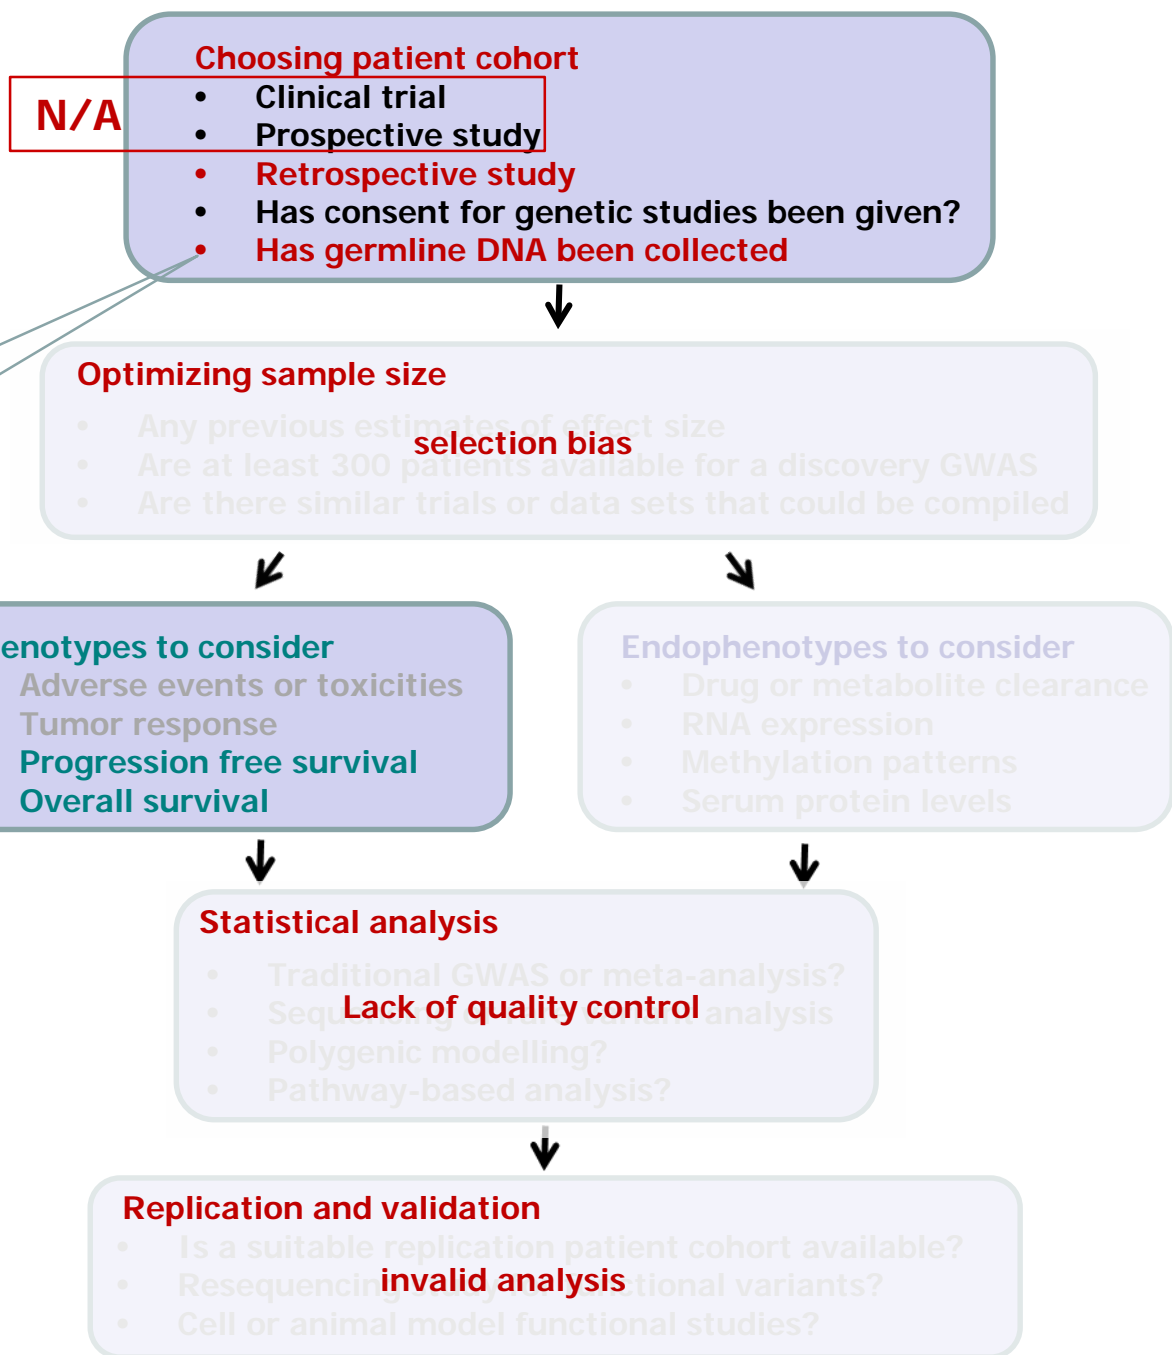 Choosing patient cohort
N/A
• Clinical trial
• Prospective study
• Retrospective study
• Has consent for genetic studies been given?
• Has germline DNA been collected
Optimizing sample size
• Any previous estimates of effect size
selection bias
• Are at least 300 patients available for a discovery GWAS
• Are there similar trials or data sets that could be compiled
enotypes to consider
Adverse events or toxicities
Tumor response
Progression free survival
Overall survival
Endophenotypes to consider
• Drug or metabolite clearance
• RNA expression
• Methylation patterns
• Serum protein levels
Statistical analysis
• Traditional GWAS or meta-analysis?
Lack of quality control
• Sequencing variant analysis
• Polygenic modelling?
• Pathway-based analysis?
Replication and validation
• Is a suitable replication patient cohort available?
invalid analysis
• Resequencing study for functional variants?
• Cell or animal model functional studies?